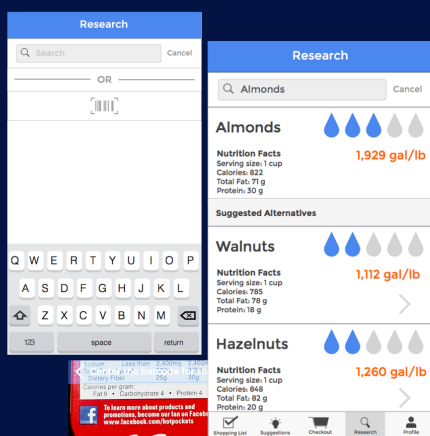 Research
Search
Cancel
OR
Q W E R T Y U I O P
A S D F G H J K L
Z X C V B N M
123 space return
Sodium Less than 2,400mg 2,400
Dietary Fiber 25g 30g
Calories per gram:
Fat 9 • Carbohydrate 4 • Protein 4
To learn more about products and
promotions, become our fan on Facebo
www.facebook.com/hotpockets
Research
Almonds
Cancel
Almonds
Nutrition Facts
Serving size: 1 cup
Calories: 822
Total Fat: 71 g
Protein: 30 g
1,929 gal/lb
Suggested Alternatives
Walnuts
Nutrition Facts
Serving size: 1 cup
Calories: 785
Total Fat: 78 g
Protein: 18 g
1,112 gal/lb
Hazelnuts
Nutrition Facts
Serving size: 1 cup
Calories: 848
Total Fat: 82 g
Protein: 20 g
1,260 gal/lb
Shopping List Suggestions Checkout Research Profile